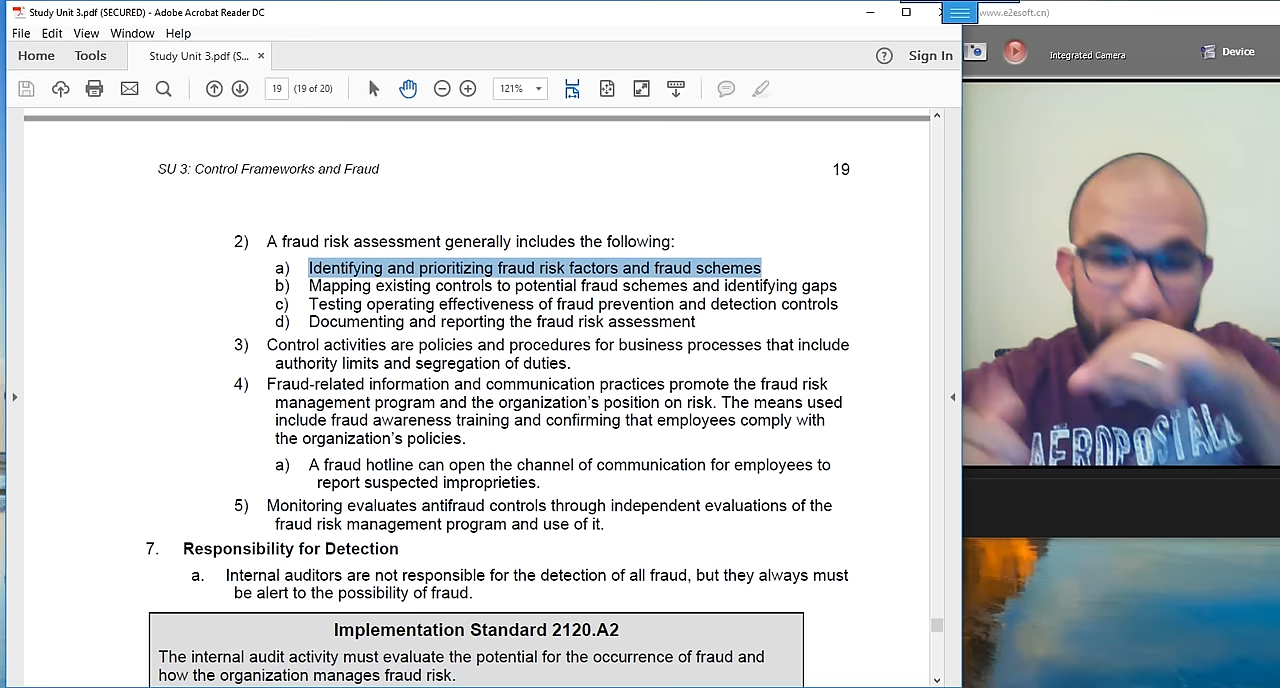 Study Unit 3.pdf (SECURED) - Adobe Acrobat Reader DC
www.e2esoft.cn)
File Edit View Window Help
Home Tools Study Unit 3.pdf (S... × Sign In
Integrated Camera Device
19 (19 of 20) 121%
SU 3: Control Frameworks and Fraud 19
2) A fraud risk assessment generally includes the following:
a) Identifying and prioritizing fraud risk factors and fraud schemes
b) Mapping existing controls to potential fraud schemes and identifying gaps
c) Testing operating effectiveness of fraud prevention and detection controls
d) Documenting and reporting the fraud risk assessment
3) Control activities are policies and procedures for business processes that include
authority limits and segregation of duties.
4) Fraud-related information and communication practices promote the fraud risk
management program and the organization's position on risk. The means used
include fraud awareness training and confirming that employees comply with
the organization's policies.
a) A fraud hotline can open the channel of communication for employees to
report suspected improprieties.
5) Monitoring evaluates antifraud controls through independent evaluations of the
fraud risk management program and use of it.
7. Responsibility for Detection
a. Internal auditors are not responsible for the detection of all fraud, but they always must
be alert to the possibility of fraud.
Implementation Standard 2120.A2
The internal audit activity must evaluate the potential for the occurrence of fraud and
how the organization manages fraud risk.
AÉROPOSTALE